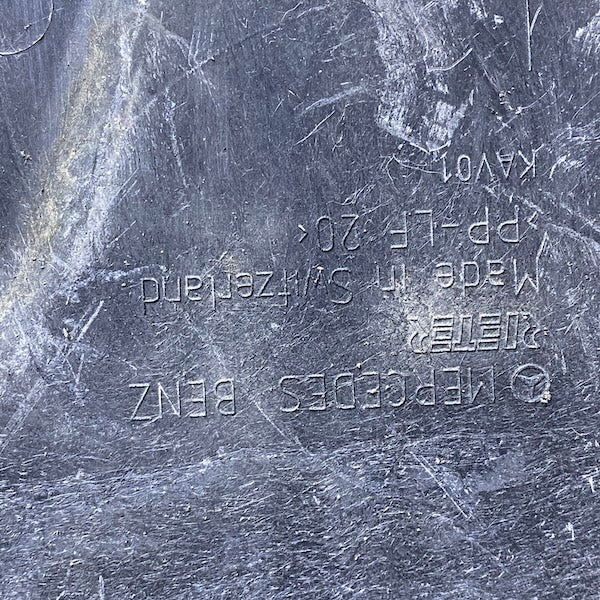 MERCEDES BENZ
RIETER
Made in Switzerland
>PP-LF 20<
KAV01